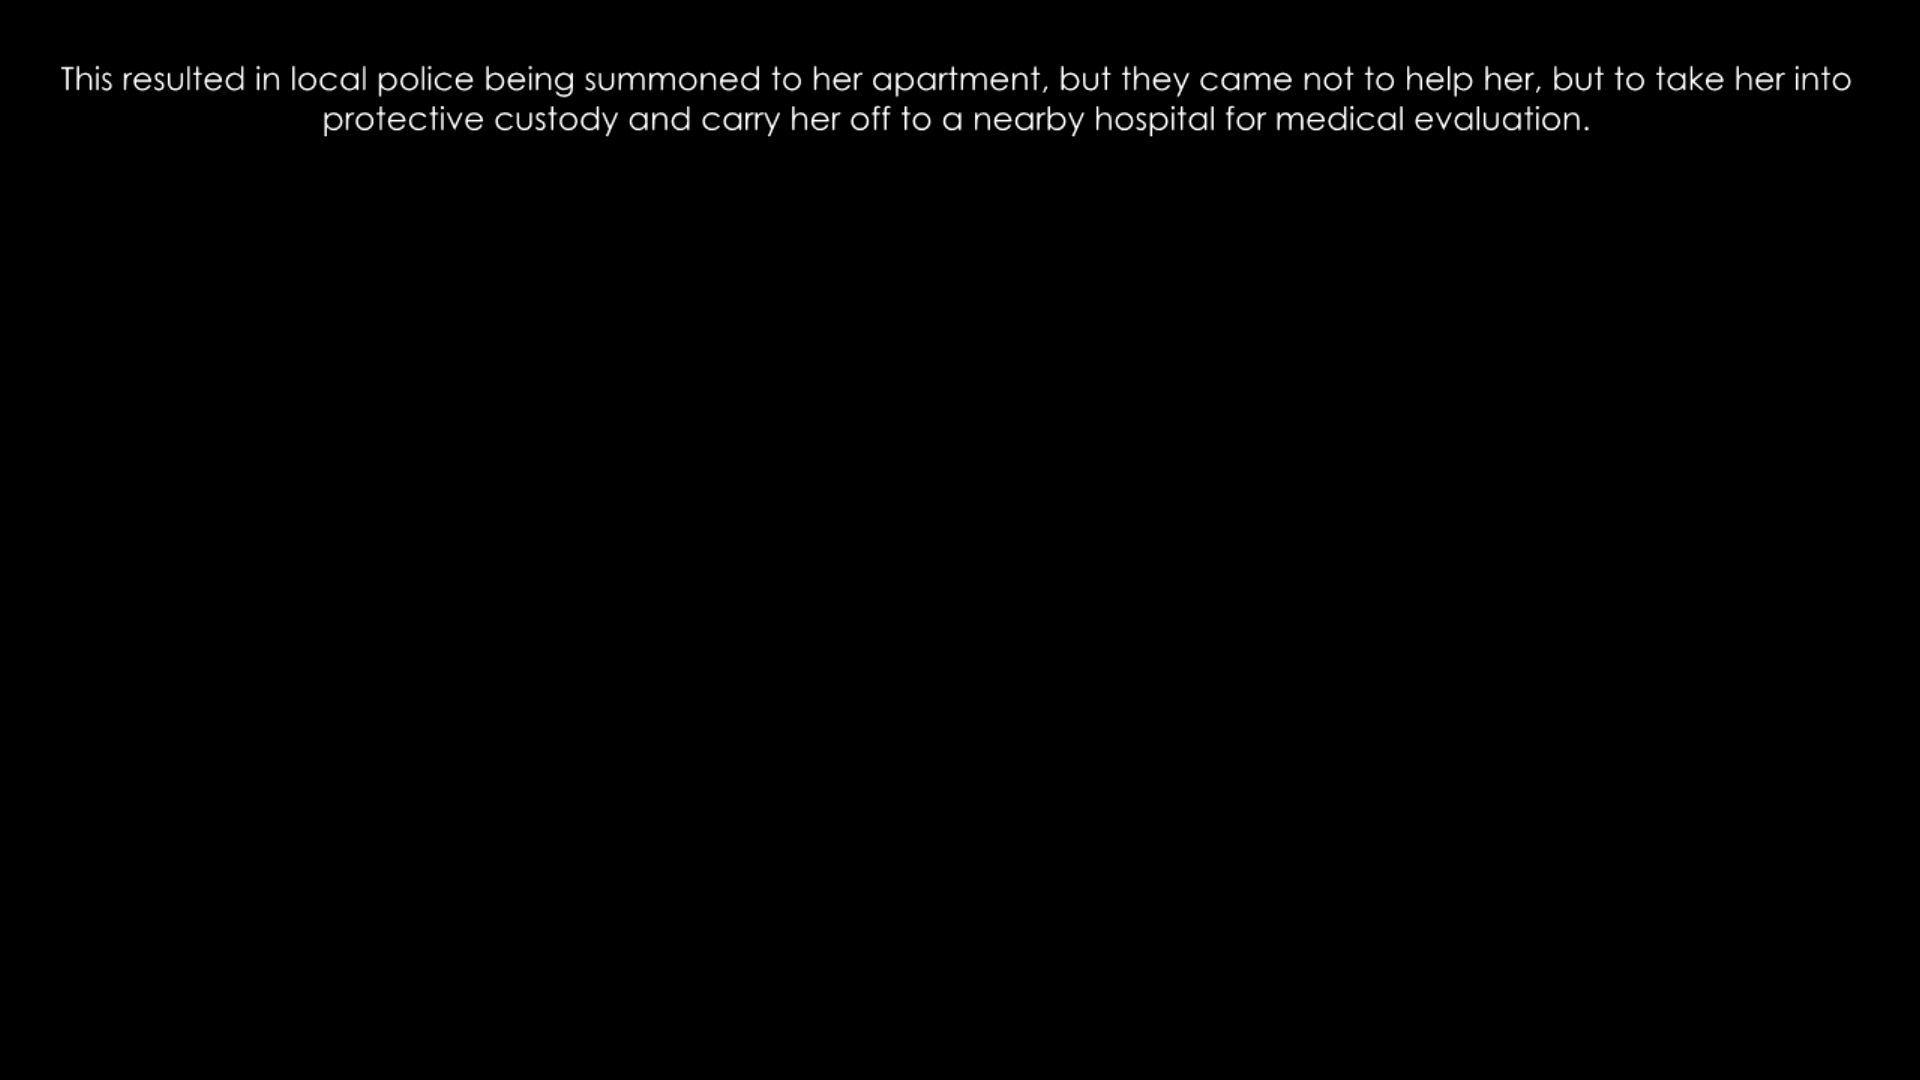 This resulted in local police being summoned to her apartment, but they came not to help her, but to take her into
protective custody and carry her off to a nearby hospital for medical evaluation.